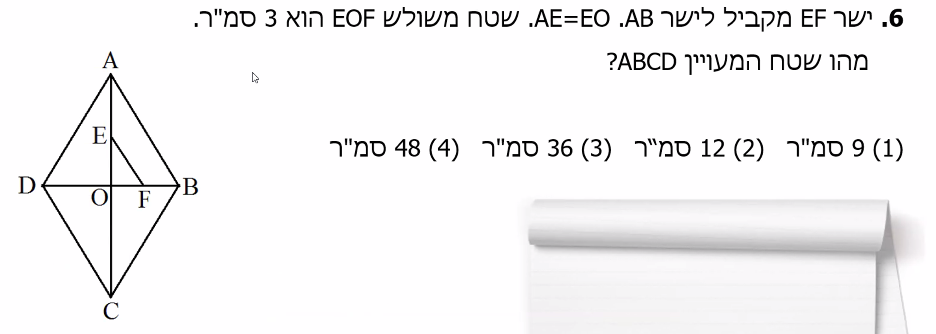 6. ישר EF מקביל לישר AB. AE=EO. שטח משולש EOF הוא 3 סמ"ר.
מהו שטח המעויין ABCD?
(1) 9 סמ"ר (2) 12 סמ"ר (3) 36 סמ"ר (4) 48 סמ"ר
A
E
D O F B
C